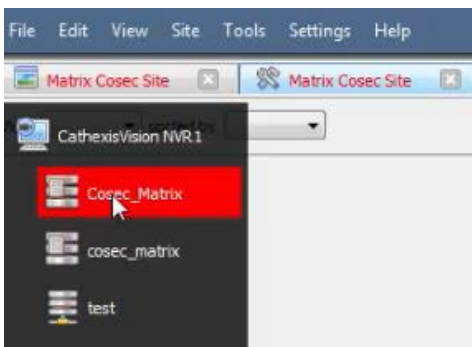 File Edit View Site Tools Settings Help
Matrix Cosec Site Matrix Cosec Site
CathexisVision NVR 1
Cosec_Matrix
cosec_matrix
test